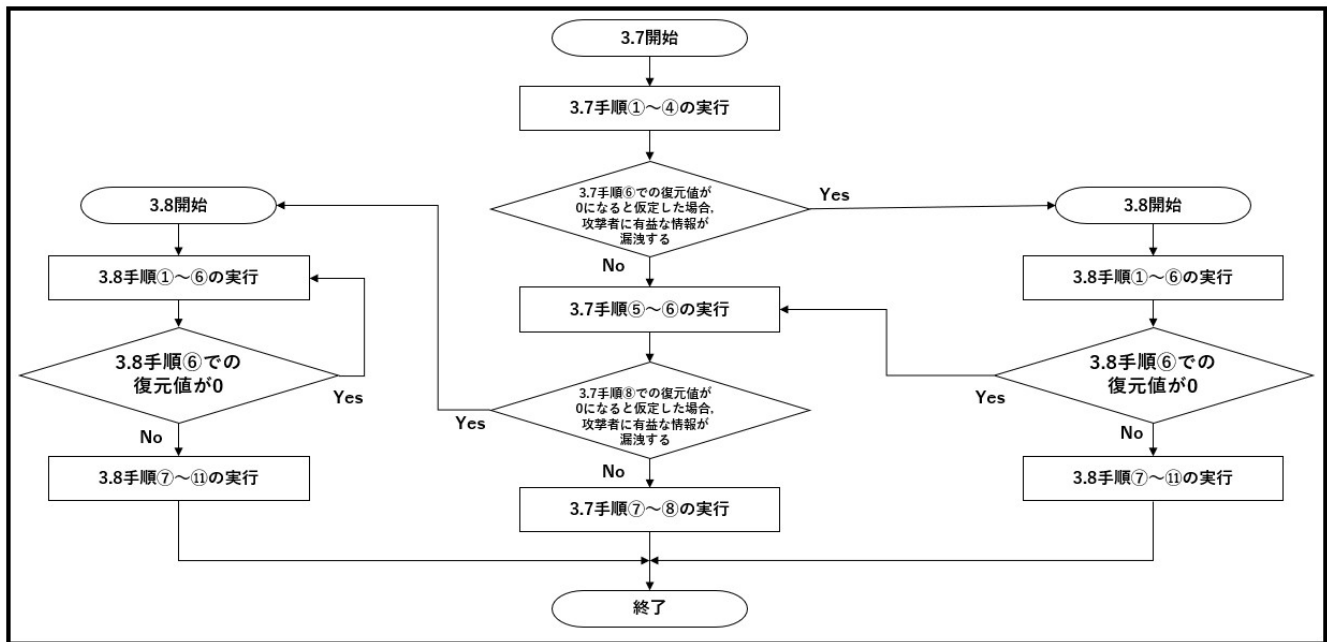 3.7開始
3.7手順①～④の実行
3.7手順⑥での復元値が
0になると仮定した場合,
攻撃者に有益な情報が
漏洩する
Yes
No
3.8開始
3.8手順①～⑥の実行
3.8手順⑥での
復元値が0
Yes
No
3.8手順⑦～⑪の実行
3.7手順⑤～⑥の実行
3.7手順⑧での復元値が
0になると仮定した場合,
攻撃者に有益な情報が
漏洩する
Yes
No
3.7手順⑦～⑧の実行
3.8開始
3.8手順①～⑥の実行
3.8手順⑥での
復元値が0
Yes
No
3.8手順⑦～⑪の実行
終了